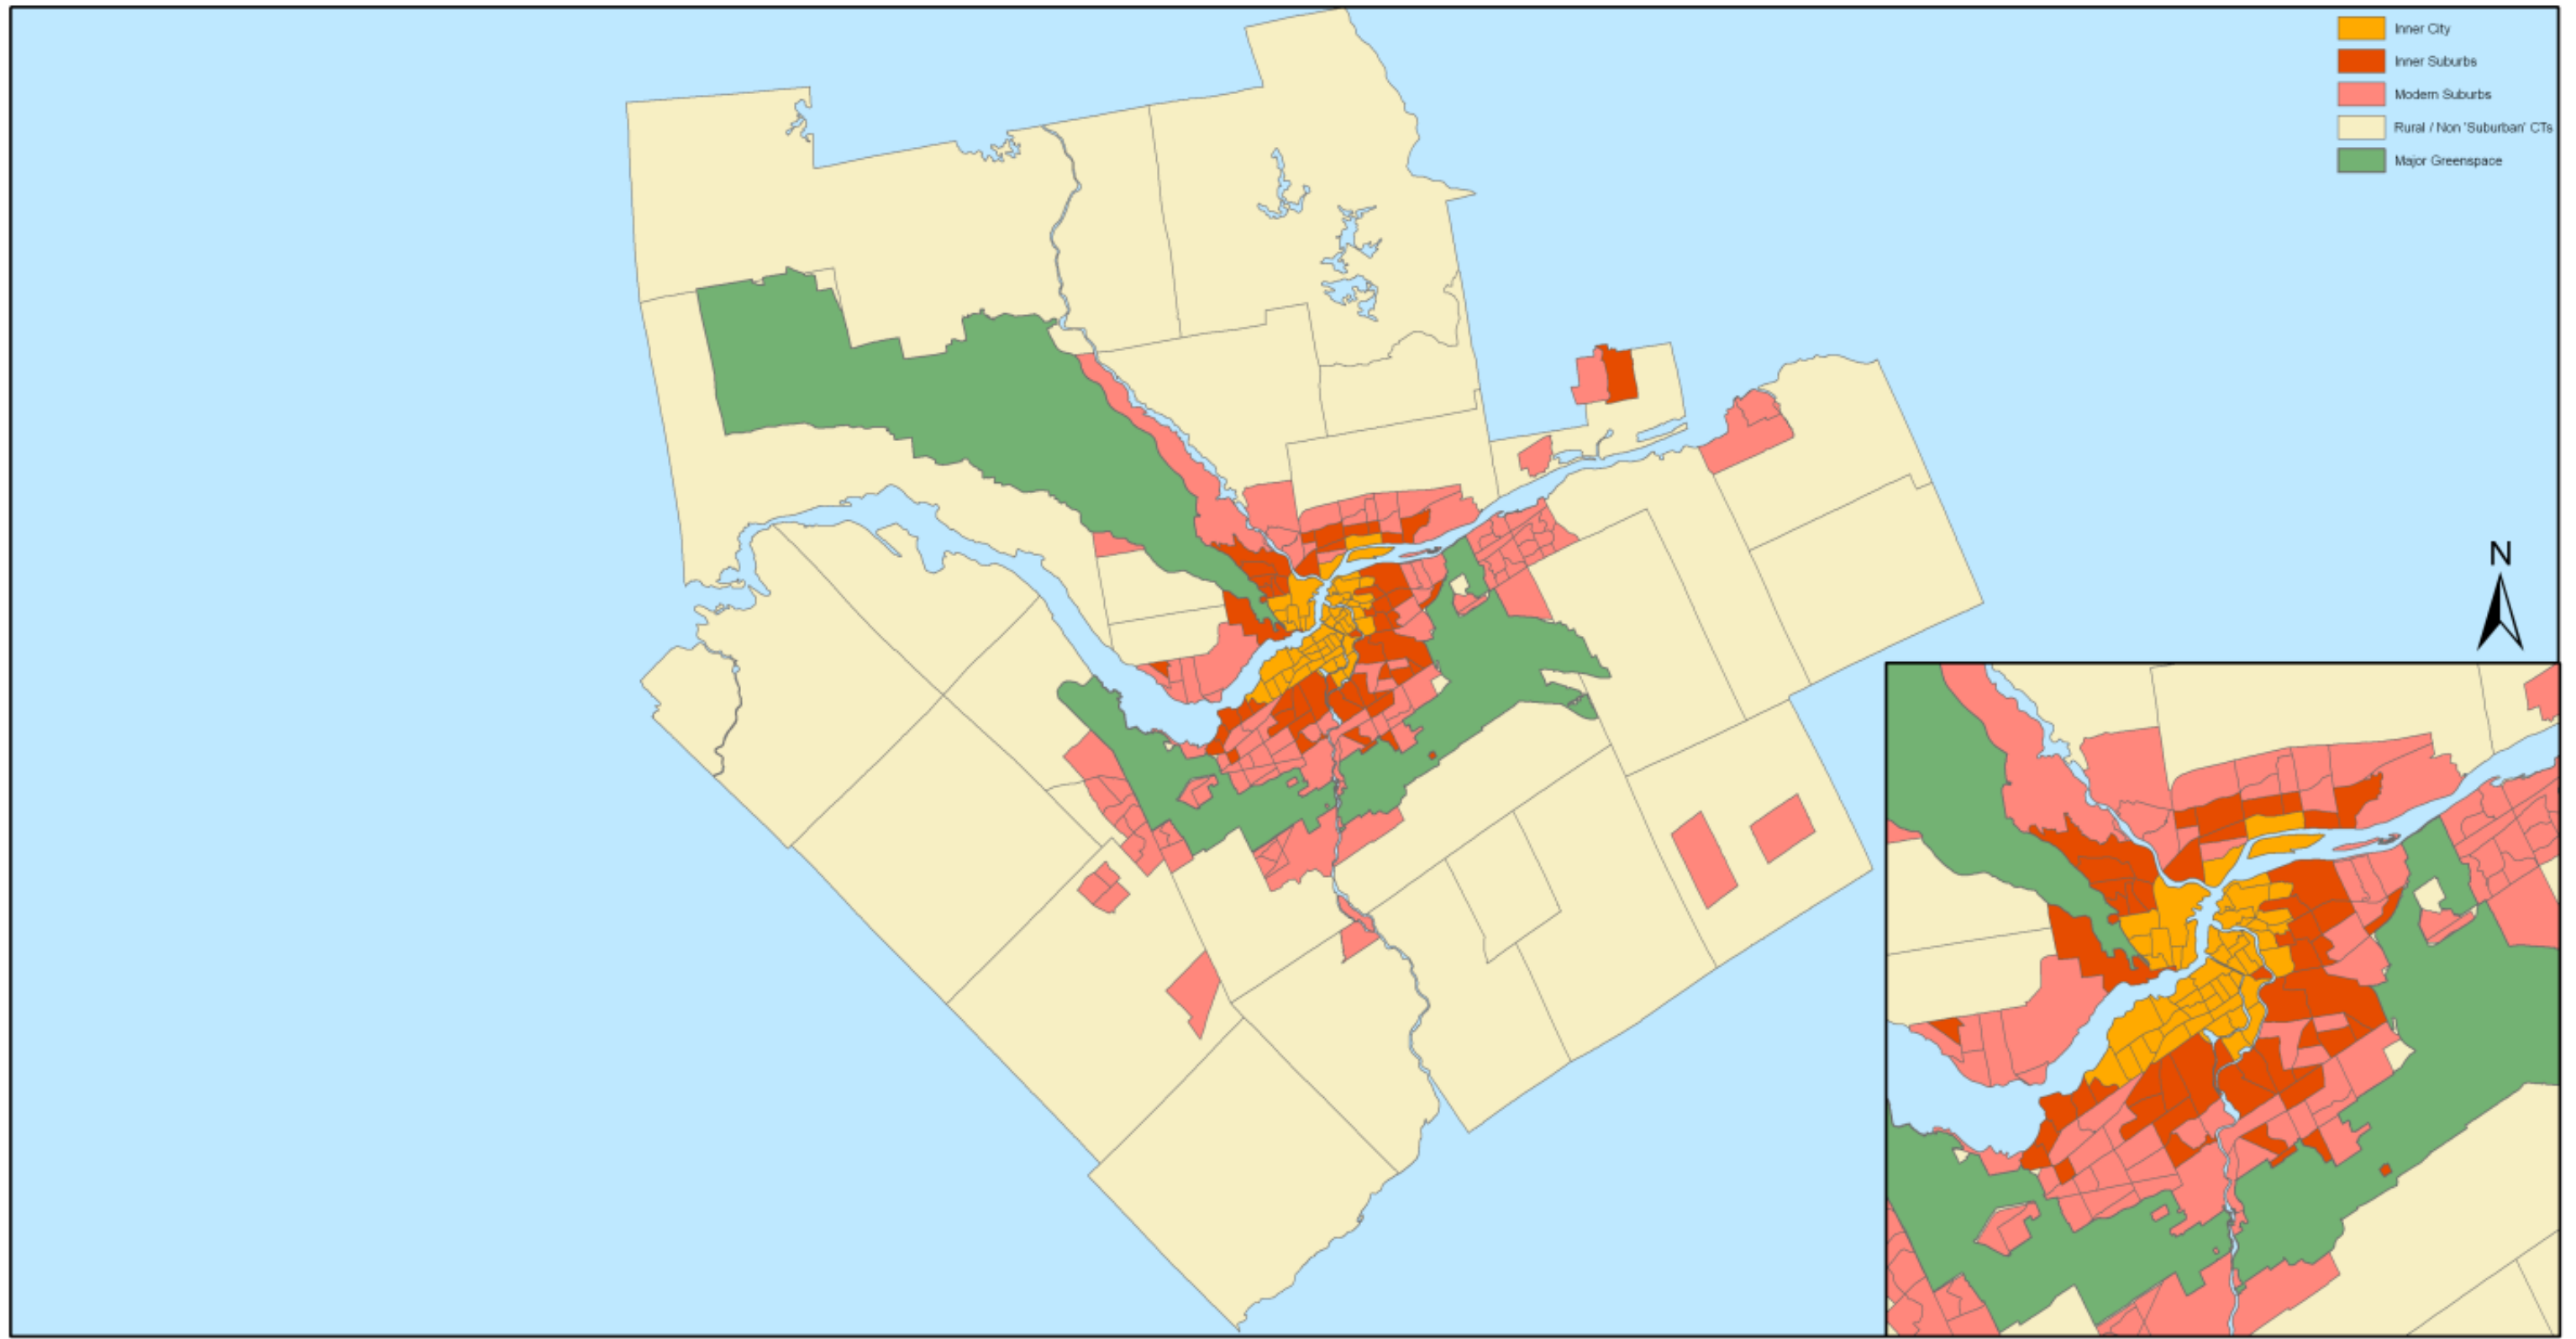 Inner City
Inner Suburbs
Modern Suburbs
Rural / Non 'Suburban' CTs
Major Greenspace
N